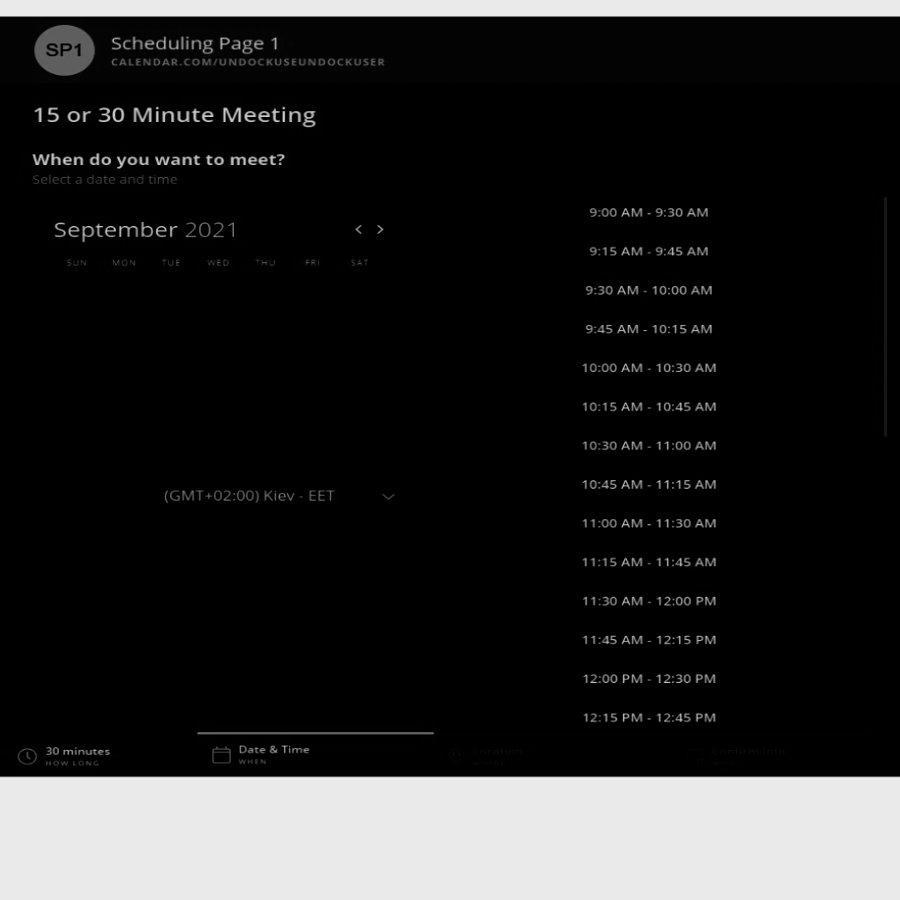 SP1
Scheduling Page 1
CALENDAR.COM/UNDOCKUSEUNDOCKUSER
15 or 30 Minute Meeting
When do you want to meet?
Select a date and time
September 2021 < >
SUN MON TUE WED THU FRI SAT
(GMT+02:00) Kiev - EET
9:00 AM - 9:30 AM
9:15 AM - 9:45 AM
9:30 AM - 10:00 AM
9:45 AM - 10:15 AM
10:00 AM - 10:30 AM
10:15 AM - 10:45 AM
10:30 AM - 11:00 AM
10:45 AM - 11:15 AM
11:00 AM - 11:30 AM
11:15 AM - 11:45 AM
11:30 AM - 12:00 PM
11:45 AM - 12:15 PM
12:00 PM - 12:30 PM
12:15 PM - 12:45 PM
30 minutes
HOW LONG
Date & Time
WHEN
Location